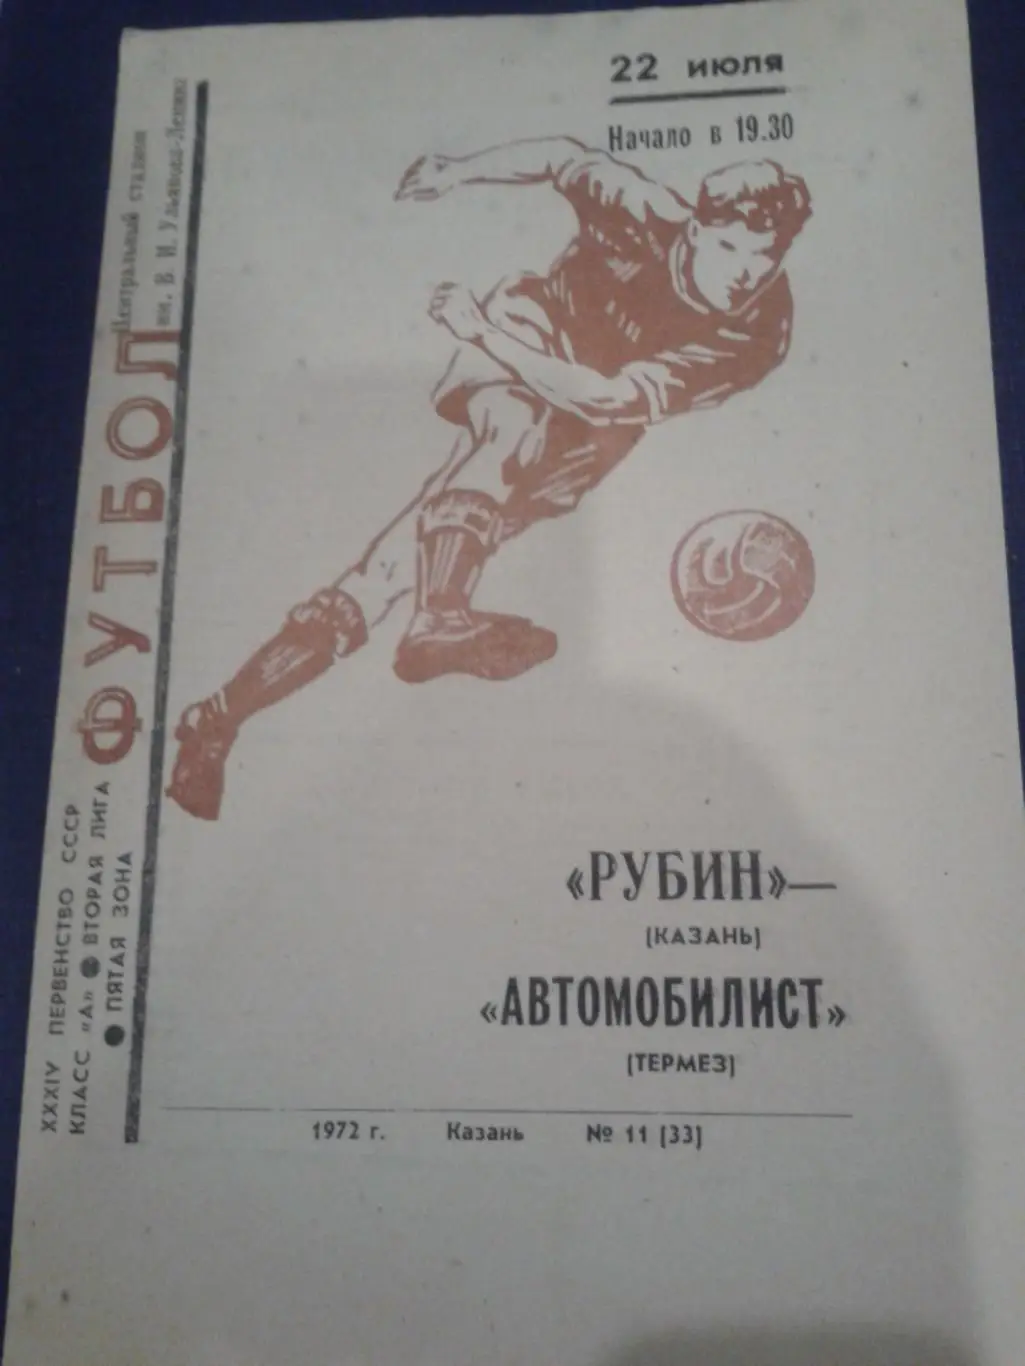 22 июля
Начало в 19.30
Центральный стадион
им. В. И. Ульянова-Ленина
ФУТБОЛ
XXXIV ПЕРВЕНСТВО СССР
КЛАСС „А" ● ВТОРАЯ ЛИГА
● ПЯТАЯ ЗОНА
«РУБИН»—
(КАЗАНЬ)
«АВТОМОБИЛИСТ»
(ТЕРМЕЗ)
1972 г. Казань № 11 (33)